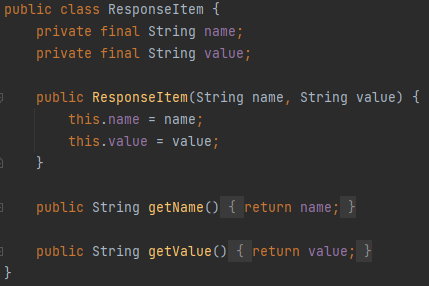 public class ResponseItem {
private final String name;
private final String value;
public ResponseItem(String name, String value) {
this.name = name;
this.value = value;
}
public String getName() { return name; }
public String getValue() { return value; }
}